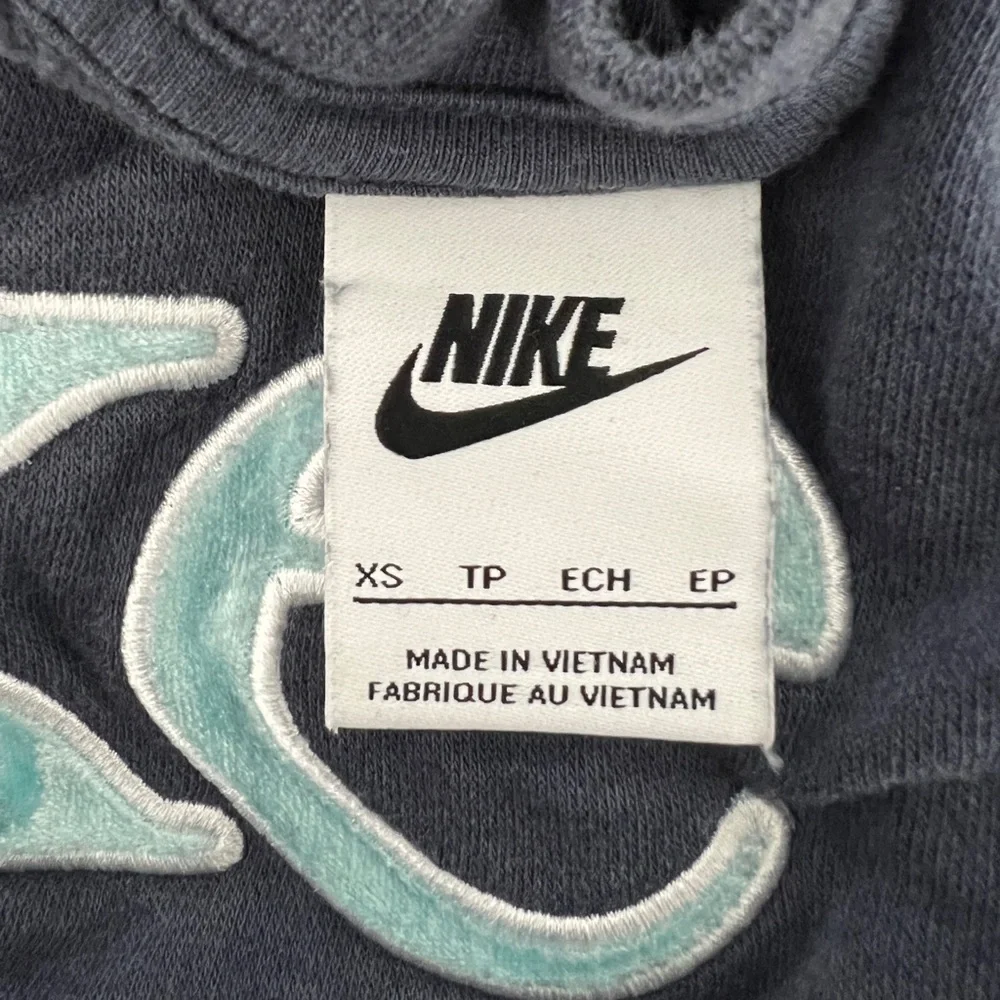 NIKE
XS TP ECH EP
MADE IN VIETNAM
FABRIQUE AU VIETNAM